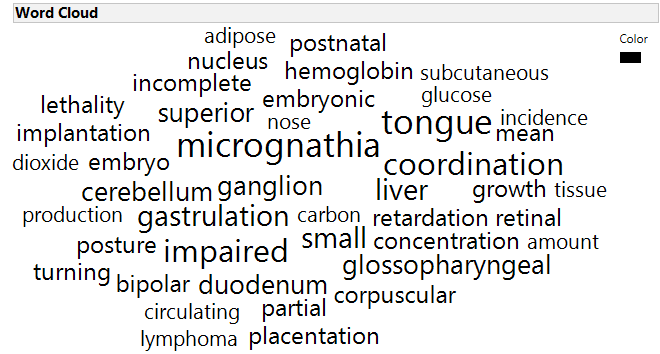 Word Cloud
Color
adipose
postnatal
nucleus
hemoglobin
subcutaneous
incomplete
embryonic
glucose
lethality
superior
nose
tongue
incidence
implantation
micrognathia
mean
dioxide
embryo
coordination
cerebellum
ganglion
liver
growth
tissue
production
gastrulation
carbon
retardation
retinal
posture
impaired
small
concentration
amount
turning
bipolar
duodenum
glossopharyngeal
circulating
partial
corpuscular
lymphoma
placentation